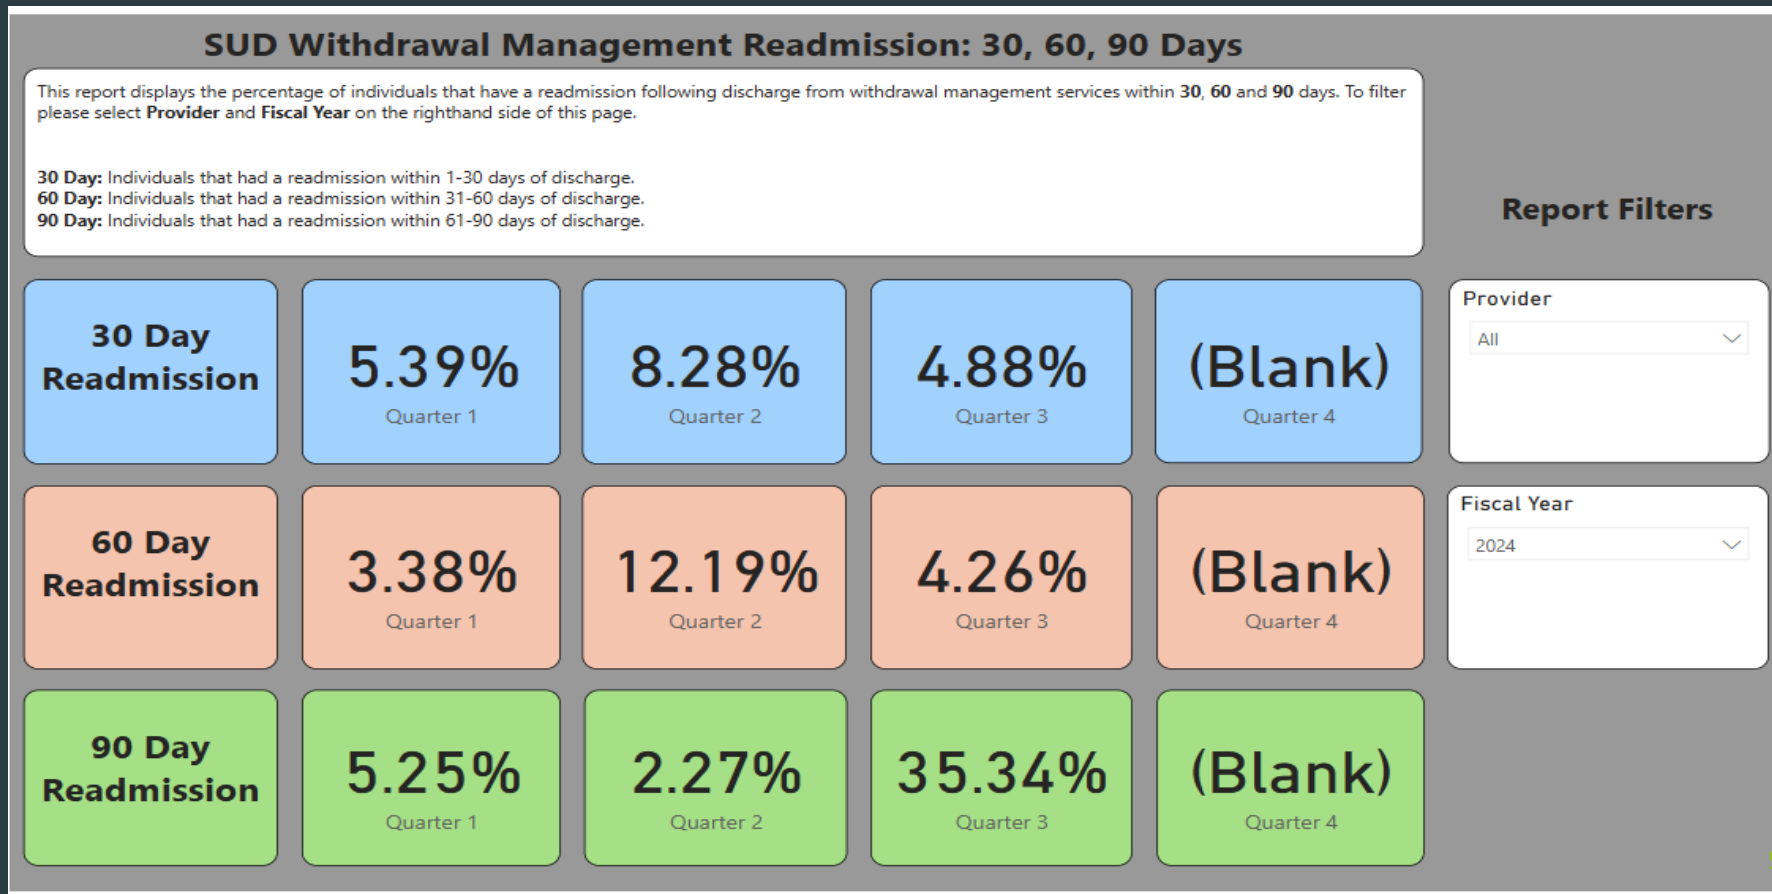 SUD Withdrawal Management Readmission: 30, 60, 90 Days
This report displays the percentage of individuals that have a readmission following discharge from withdrawal management services within 30, 60 and 90 days. To filter
please select Provider and Fiscal Year on the righthand side of this page.
30 Day: Individuals that had a readmission within 1-30 days of discharge.
60 Day: Individuals that had a readmission within 31-60 days of discharge.
90 Day: Individuals that had a readmission within 61-90 days of discharge.
Report Filters
30 Day
Readmission
5.39%
Quarter 1
8.28%
Quarter 2
4.88%
Quarter 3
(Blank)
Quarter 4
Provider
All
60 Day
Readmission
3.38%
Quarter 1
12.19%
Quarter 2
4.26%
Quarter 3
(Blank)
Quarter 4
Fiscal Year
2024
90 Day
Readmission
5.25%
Quarter 1
2.27%
Quarter 2
35.34%
Quarter 3
(Blank)
Quarter 4